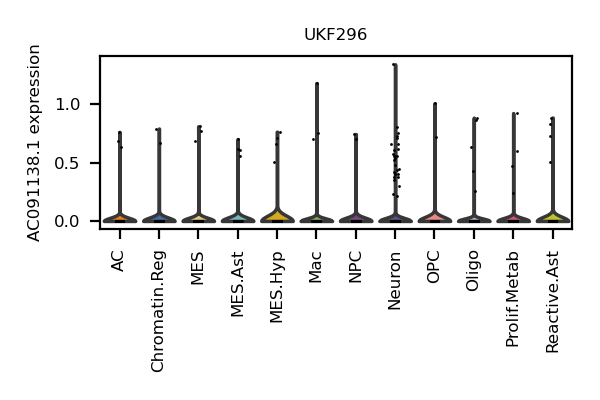 UKF296
AC091138.1 expression
1.0
0.5
0.0
AC
Chromatin.Reg
MES
MES.Ast
MES.Hyp
Mac
NPC
Neuron
OPC
Oligo
Prolif.Metab
Reactive.Ast